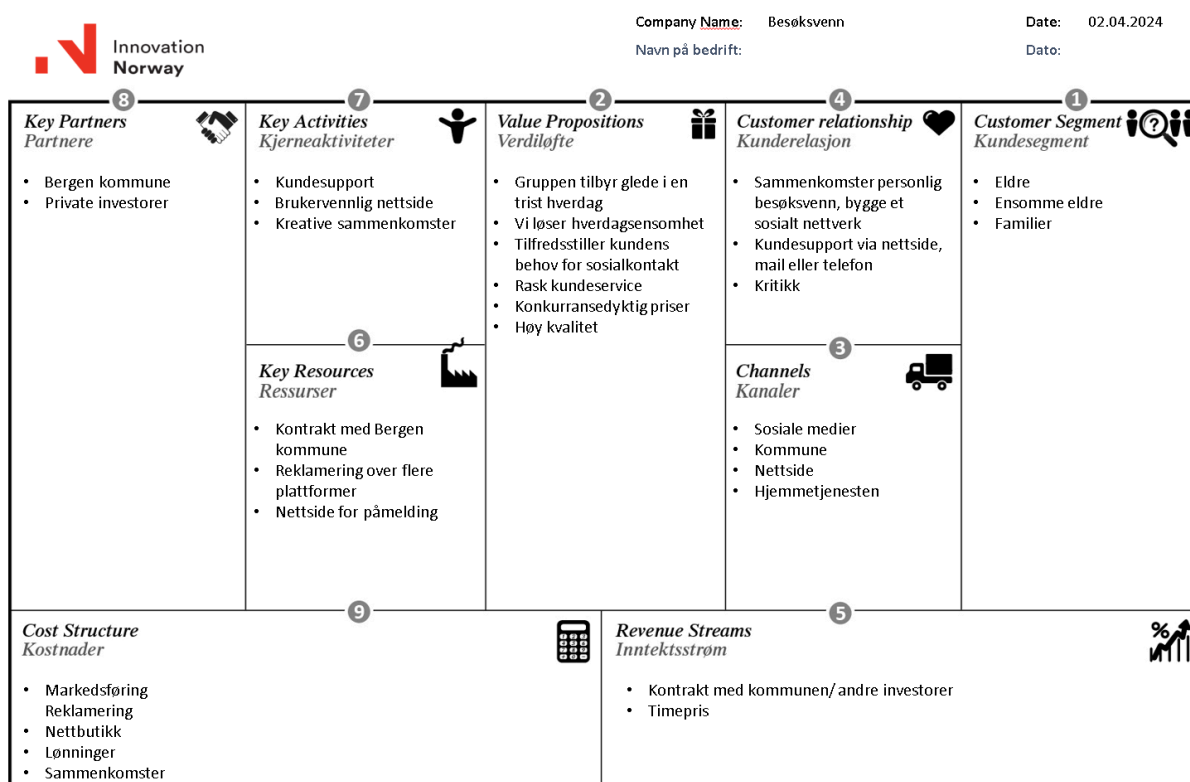 Innovation
Norway
Company Name: Besøksvenn
Navn på bedrift:
Date: 02.04.2024
Dato:
8
Key Partners
Partnere
• Bergen kommune
• Private investorer
7
Key Activities
Kjerneaktiviteter
• Kundesupport
• Brukervennlig nettside
• Kreative sammenkomster
6
Key Resources
Ressurser
• Kontrakt med Bergen
kommune
• Reklamering over flere
plattformer
• Nettside for påmelding
2
Value Propositions
Verdiløfte
• Gruppen tilbyr glede i en
trist hverdag
• Vi løser hverdagsensomhet
• Tilfredsstiller kundens
behov for sosialkontakt
• Rask kundeservice
• Konkurransedyktig priser
• Høy kvalitet
4
Customer relationship
Kunderelasjon
• Sammenkomster personlig
besøksvenn, bygge et
sosialt nettverk
• Kundesupport via nettside,
mail eller telefon
• Kritikk
3
Channels
Kanaler
• Sosiale medier
• Kommune
• Nettside
• Hjemmetjenesten
1
Customer Segment
Kundesegment
• Eldre
• Ensomme eldre
• Familier
9
Cost Structure
Kostnader
• Markedsføring
Reklamering
• Nettbutikk
• Lønninger
• Sammenkomster
5
Revenue Streams
Inntektsstrøm
• Kontrakt med kommunen/andre investorer
• Timepris